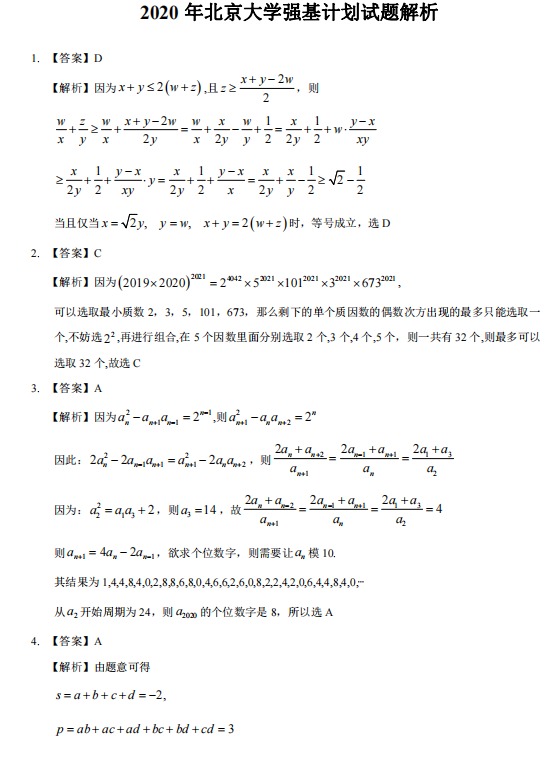 2020 年北京大学强基计划试题解析
1. 【答案】D
【解析】因为 x+y≤2(w+z),且 z≥(x+y−2w)/2，则
w/x+z/y≥w/x+(x+y−2w)/2y=w/x+x/2y−w/y+1/2=x/2y+1/2+w·(y−x)/xy
≥x/2y+1/2+(y−x)/xy·y=x/2y+1/2+(y−x)/x=x/2y+x/y−1/2≥√2−1/2
当且仅当 x=√2y, y=w, x+y=2(w+z)时，等号成立，选 D
2. 【答案】C
【解析】因为(2019×2020)^2021=2^4042×5^2021×101^2021×3^2021×673^2021,
可以选取最小质数 2，3，5，101，673，那么剩下的单个质因数的偶数次方出现的最多只能选取一
个,不妨选 2^2,再进行组合,在 5 个因数里面分别选取 2 个,3 个,4 个,5 个，则一共有 32 个,则最多可以
选取 32 个,故选 C
3. 【答案】A
【解析】因为 a_n^2−a_{n+1}a_{n−1}=2^{n−1},则 a_{n+1}^2−a_n a_{n+2}=2^n
因此：2a_n^2−2a_{n−1}a_{n+1}=a_{n+1}^2−2a_n a_{n+2}，则 (2a_n+a_{n+2})/a_{n+1}=(2a_{n−1}+a_{n+1})/a_n=(2a_1+a_3)/a_2
因为：a_2^2=a_1a_3+2，则 a_3=14，故 (2a_n+a_{n−2})/a_{n+1}=(2a_{n−1}+a_{n+1})/a_n=(2a_1+a_3)/a_2=4
则 a_{n+1}=4a_n−2a_{n−1}，欲求个位数字，则需要让 a_n 模 10.
其结果为 1,4,4,8,4,0,2,8,8,6,8,0,4,6,6,2,6,0,8,2,2,4,2,0,6,4,4,8,4,0,···
从 a_2 开始周期为 24，则 a_2020 的个位数字是 8，所以选 A
4. 【答案】A
【解析】由题意可得
s=a+b+c+d=−2,
p=ab+ac+ad+bc+bd+cd=3